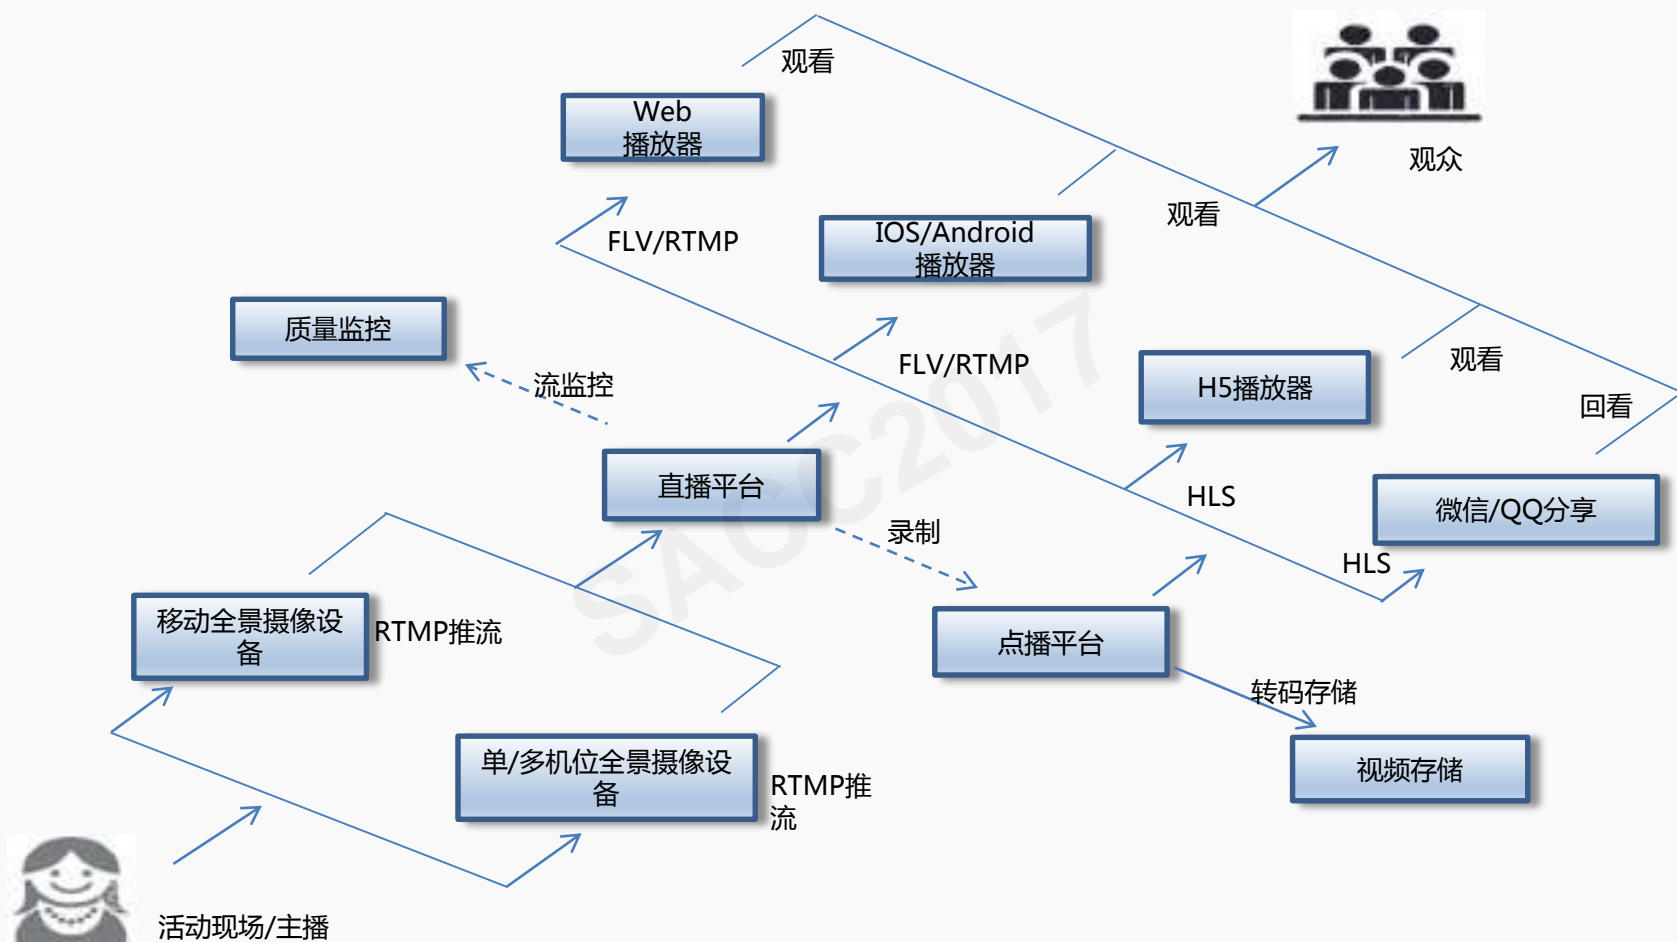 观看
Web
播放器
观众
观看
FLV/RTMP
IOS/Android
播放器
质量监控
流监控
FLV/RTMP
观看
H5播放器
回看
直播平台
HLS
微信/QQ分享
录制
HLS
移动全景摄像设
备
RTMP推流
点播平台
转码存储
单/多机位全景摄像设
备
RTMP推
流
视频存储
活动现场/主播
SACC2017